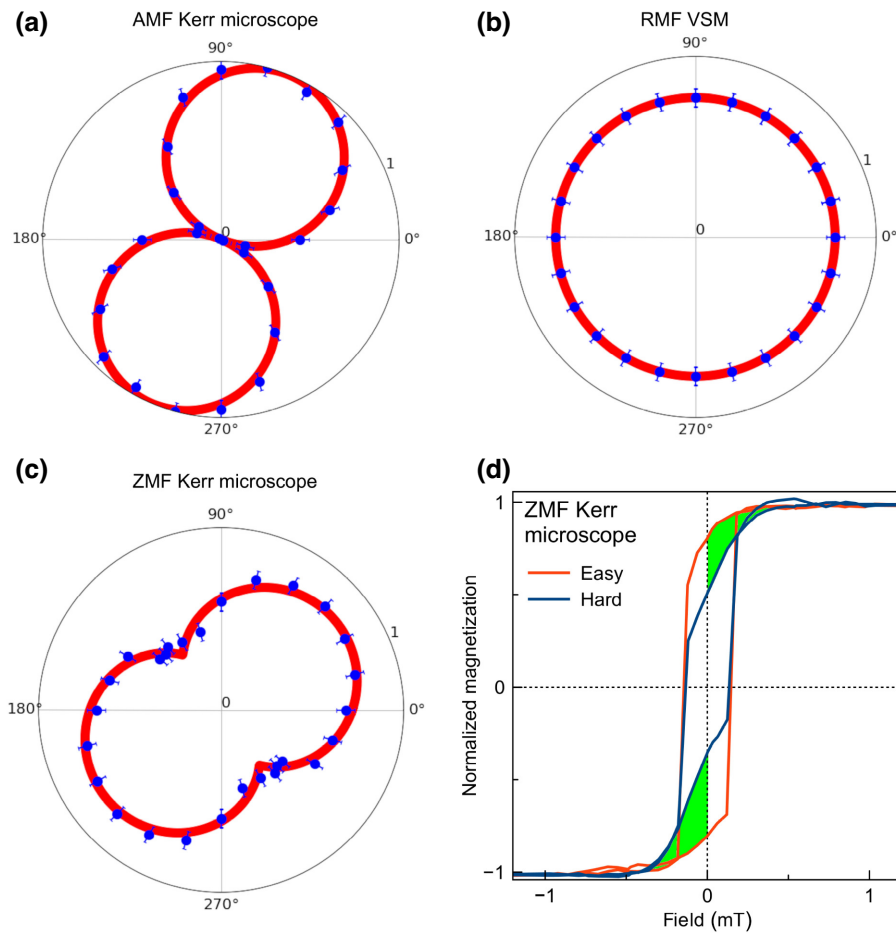 (a)
AMF Kerr microscope
90°
1
180°
0
0°
270°
(b)
RMF VSM
90°
1
180°
0
0°
270°
(c)
ZMF Kerr microscope
90°
1
180°
0
0°
270°
(d)
ZMF Kerr
microscope
Easy
Hard
Normalized magnetization
1
0
−1
−1
0
1
Field (mT)